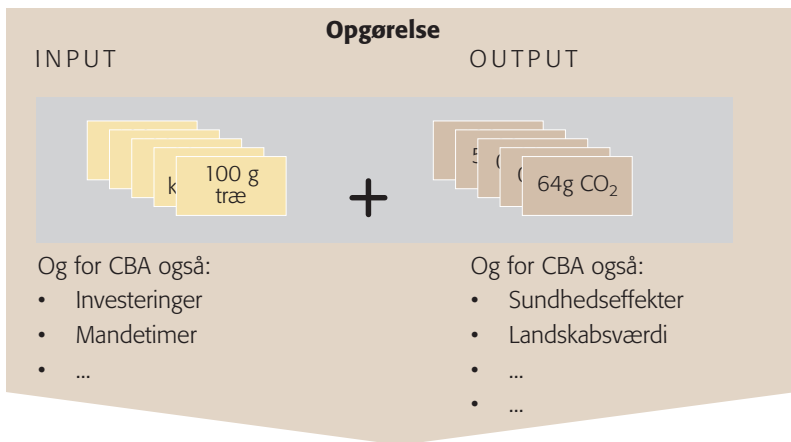 Opgørelse
INPUT
OUTPUT
100 g
træ
+
64g CO₂
Og for CBA også:
• Investeringer
• Mandetimer
• ...
Og for CBA også:
• Sundhedseffekter
• Landskabsværdi
• ...
• ...